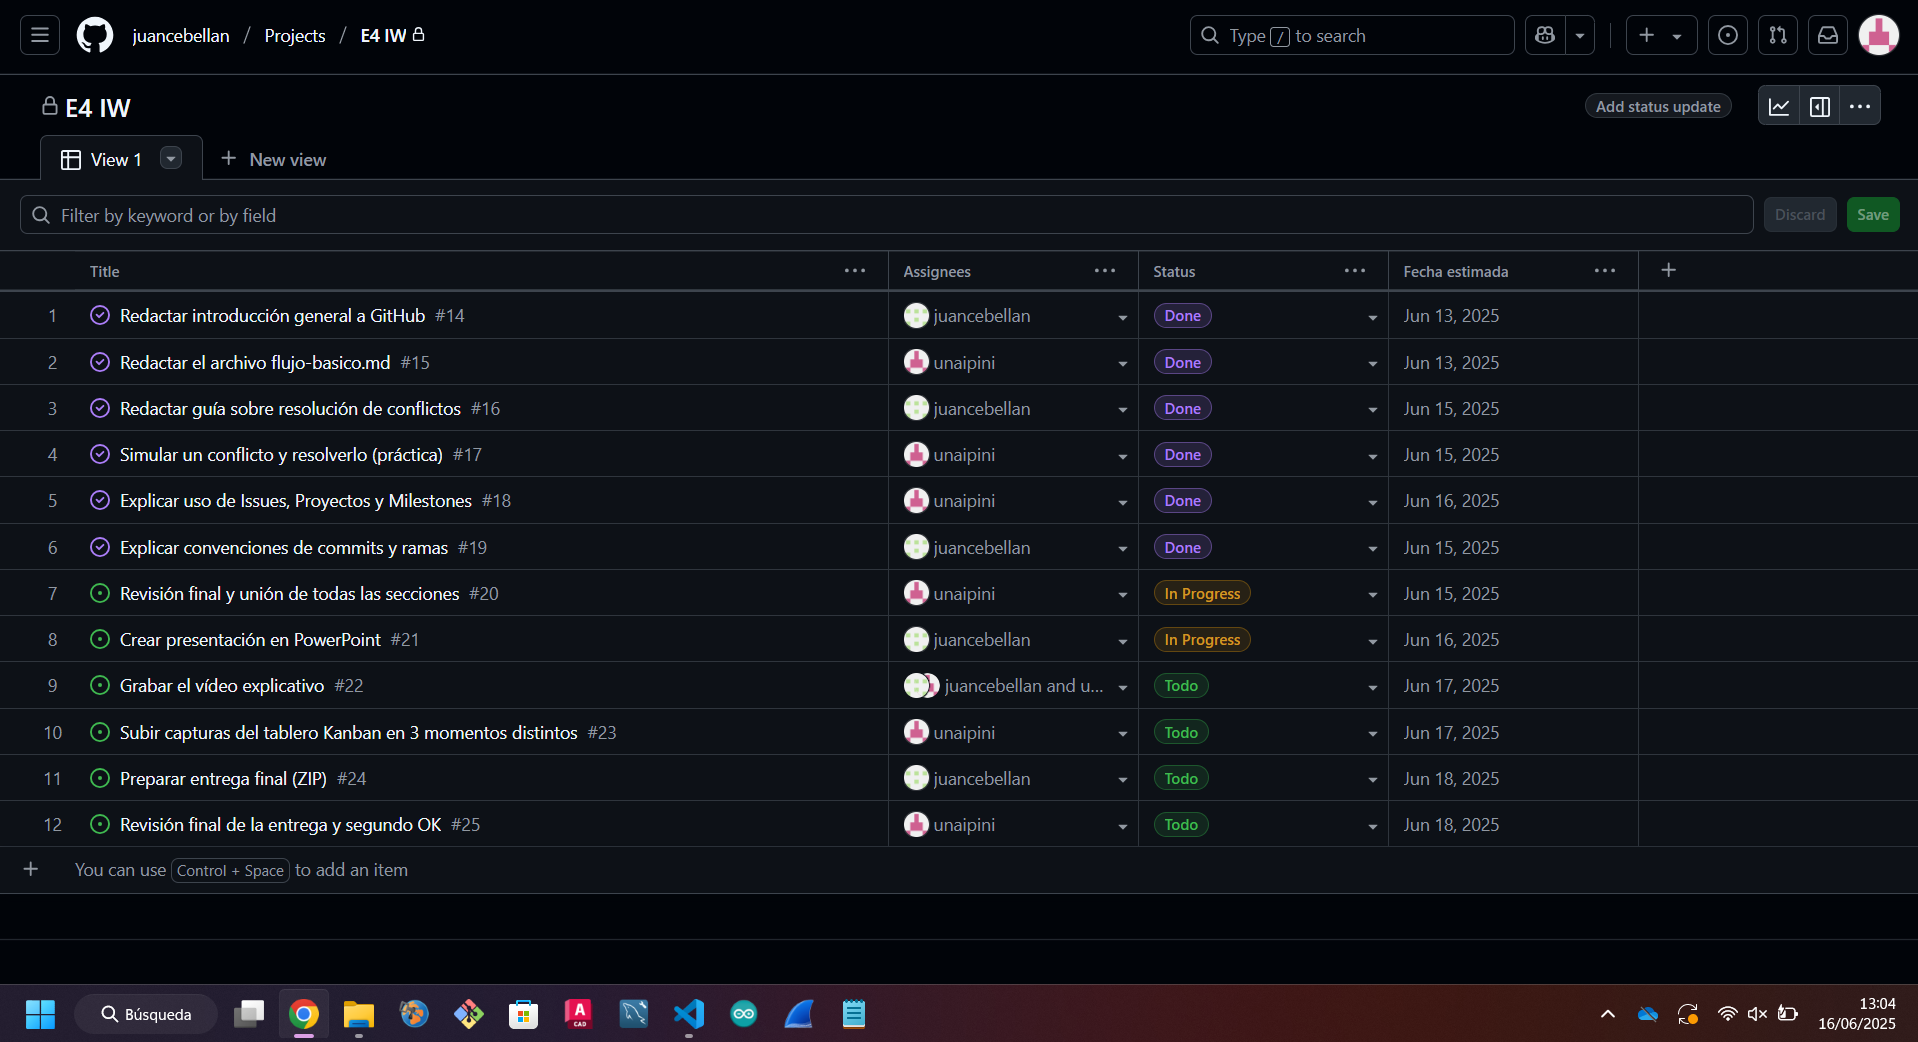 juancebellan / Projects / E4 IW
Type / to search
E4 IW
Add status update
View 1
New view
Filter by keyword or by field
Discard
Save
Title
Assignees
Status
Fecha estimada
1 Redactar introducción general a GitHub #14 juancebellan Done Jun 13, 2025
2 Redactar el archivo flujo-basico.md #15 unaipini Done Jun 13, 2025
3 Redactar guía sobre resolución de conflictos #16 juancebellan Done Jun 15, 2025
4 Simular un conflicto y resolverlo (práctica) #17 unaipini Done Jun 15, 2025
5 Explicar uso de Issues, Proyectos y Milestones #18 unaipini Done Jun 16, 2025
6 Explicar convenciones de commits y ramas #19 juancebellan Done Jun 15, 2025
7 Revisión final y unión de todas las secciones #20 unaipini In Progress Jun 15, 2025
8 Crear presentación en PowerPoint #21 juancebellan In Progress Jun 16, 2025
9 Grabar el vídeo explicativo #22 juancebellan and u... Todo Jun 17, 2025
10 Subir capturas del tablero Kanban en 3 momentos distintos #23 unaipini Todo Jun 17, 2025
11 Preparar entrega final (ZIP) #24 juancebellan Todo Jun 18, 2025
12 Revisión final de la entrega y segundo OK #25 unaipini Todo Jun 18, 2025
You can use Control + Space to add an item
Búsqueda
A CAD
13:04
16/06/2025